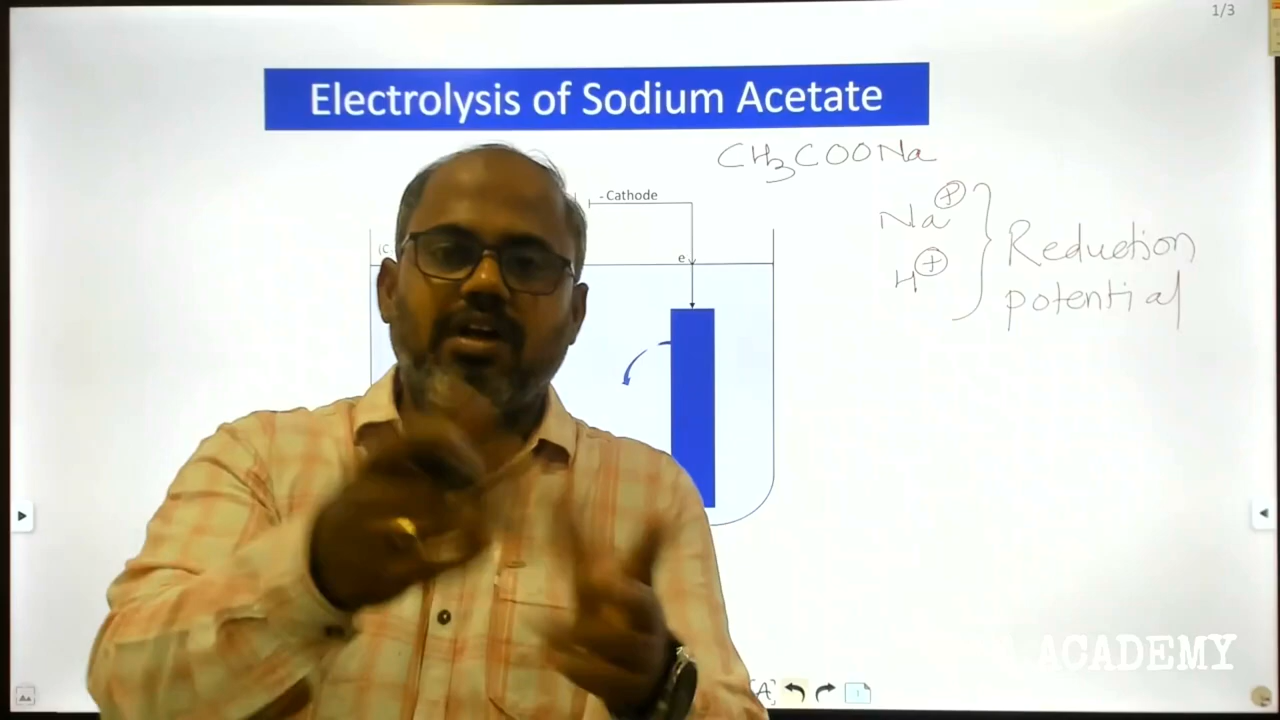 1/3
Electrolysis of Sodium Acetate
CH3COONa
- Cathode
Na⊕
H⊕
Reduction
potential
(C
e
ACADEMY
[A]